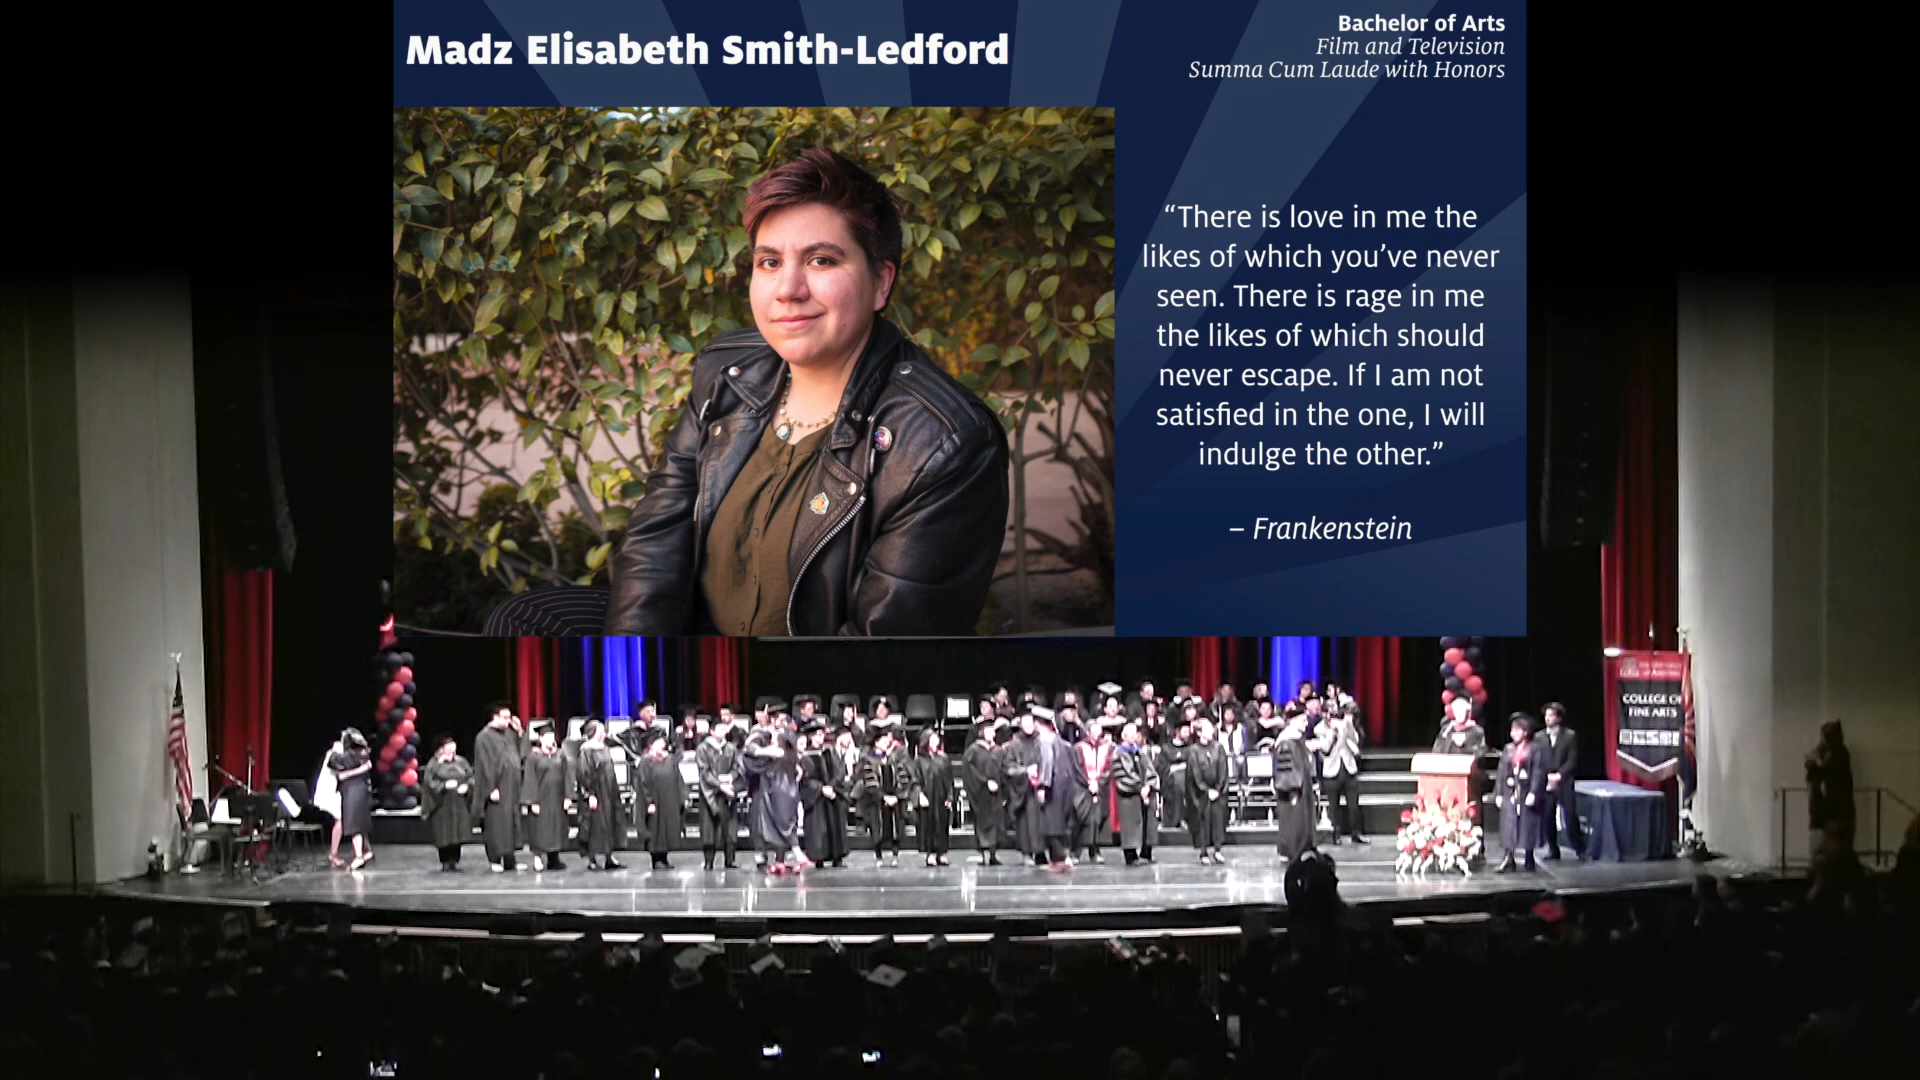 Madz Elisabeth Smith-Ledford
Bachelor of Arts
Film and Television
Summa Cum Laude with Honors
“There is love in me the
likes of which you’ve never
seen. There is rage in me
the likes of which should
never escape. If I am not
satisfied in the one, I will
indulge the other.”
– Frankenstein
COLLEGE OF
FINE ARTS